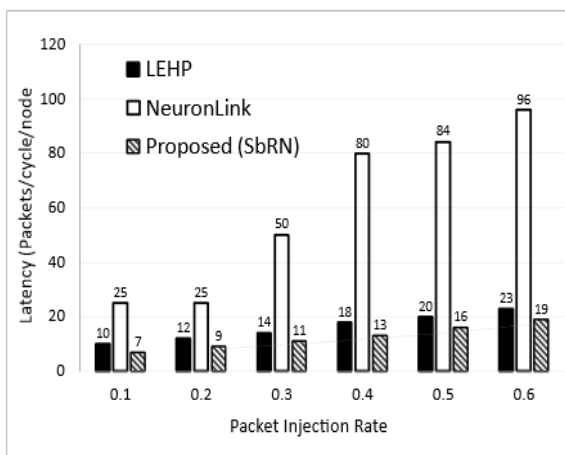 120
100
80
60
40
20
0
Latency (Packets/cycle/node
LEHP
NeuronLink
Proposed (SbRN)
10 25 7
12 25 9
14 50 11
18 80 13
20 84 16
23 96 19
0.1 0.2 0.3 0.4 0.5 0.6
Packet Injection Rate